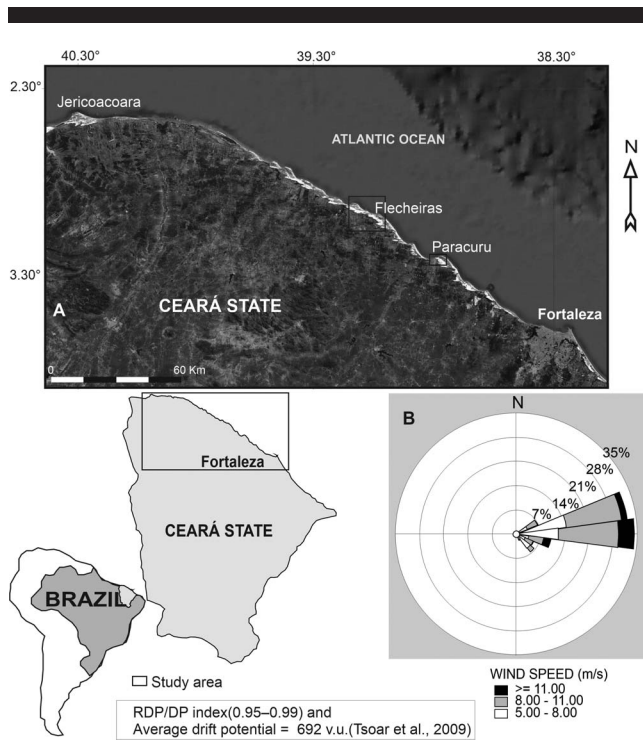 40.30° 39.30° 38.30°
2.30°
Jericoacoara
ATLANTIC OCEAN
N
Flecheiras
Paracuru
3.30°
A
CEARÁ STATE
Fortaleza
0 60 Km
B
N
35%
28%
21%
14%
7%
Fortaleza
CEARÁ STATE
BRAZIL
Study area
RDP/DP index(0.95–0.99) and
Average drift potential = 692 v.u.(Tsoar et al., 2009)
WIND SPEED (m/s)
>= 11.00
8.00 - 11.00
5.00 - 8.00